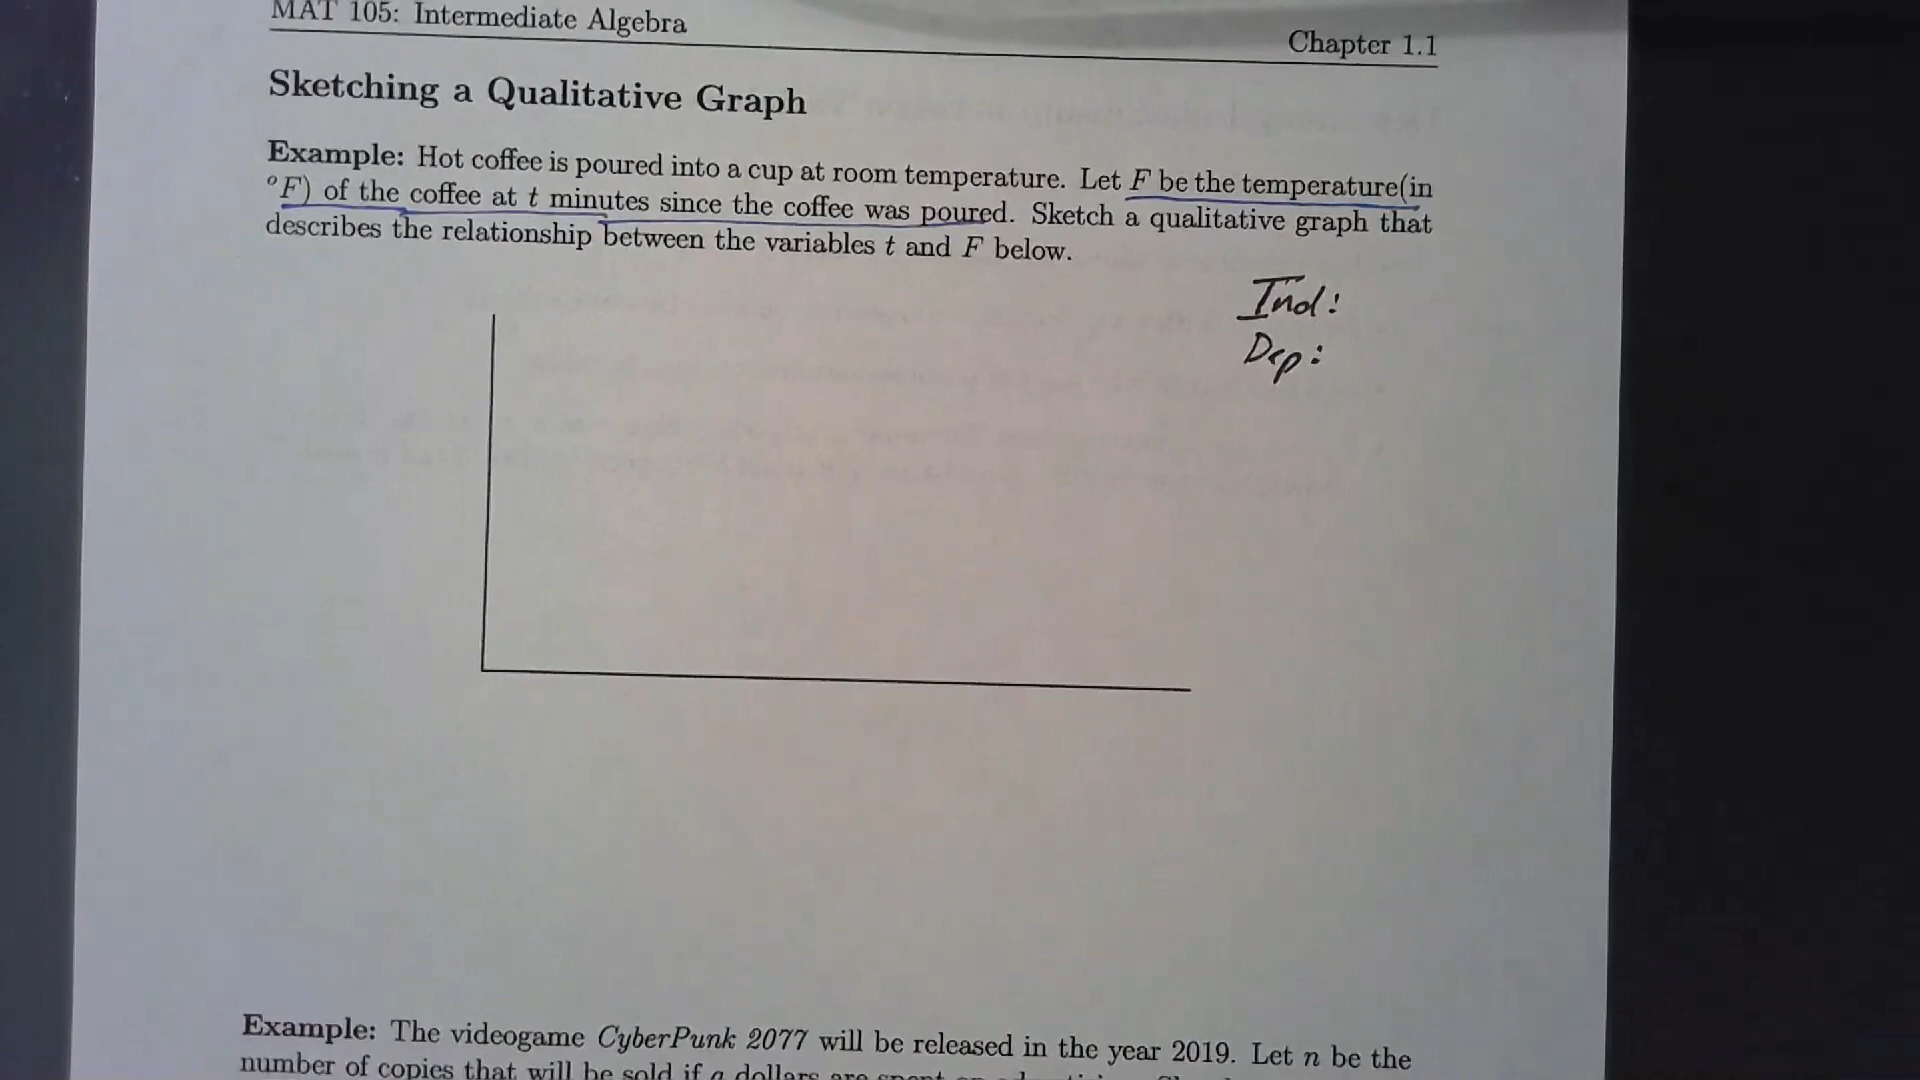 MAT 105: Intermediate Algebra
Chapter 1.1
Sketching a Qualitative Graph
Example: Hot coffee is poured into a cup at room temperature. Let F be the temperature(in
°F) of the coffee at t minutes since the coffee was poured. Sketch a qualitative graph that
describes the relationship between the variables t and F below.
Ind:
Dep:
Example: The videogame CyberPunk 2077 will be released in the year 2019. Let n be the
number of copies that will be sold if a dollars are spent on